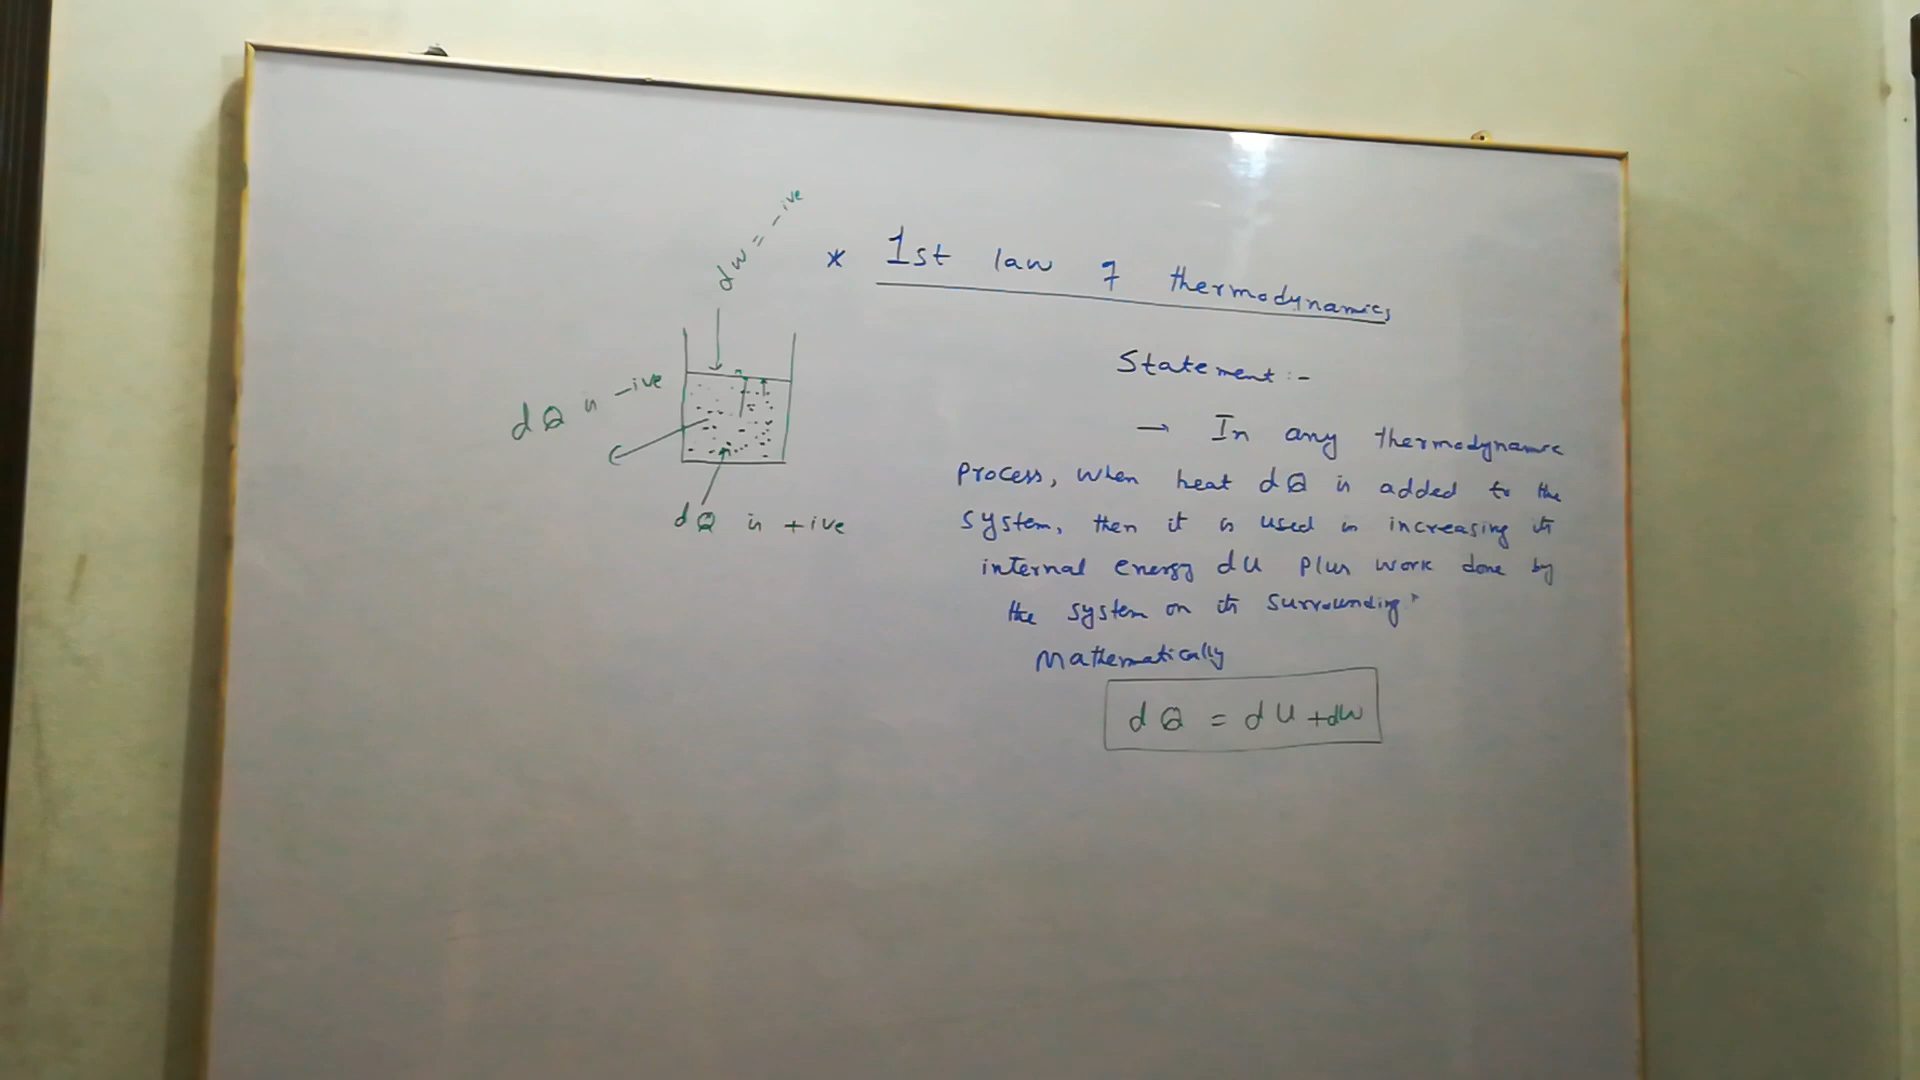 dw = -ive
* 1st law of thermodynamics
Statement :-
dQ is -ive
→ In any thermodynamic
process, when heat dQ is added to the
system, then it is used in increasing its
dQ is +ive
internal energy dU plus work done by
the system on its surrounding"
Mathematically
dQ = dU + dW